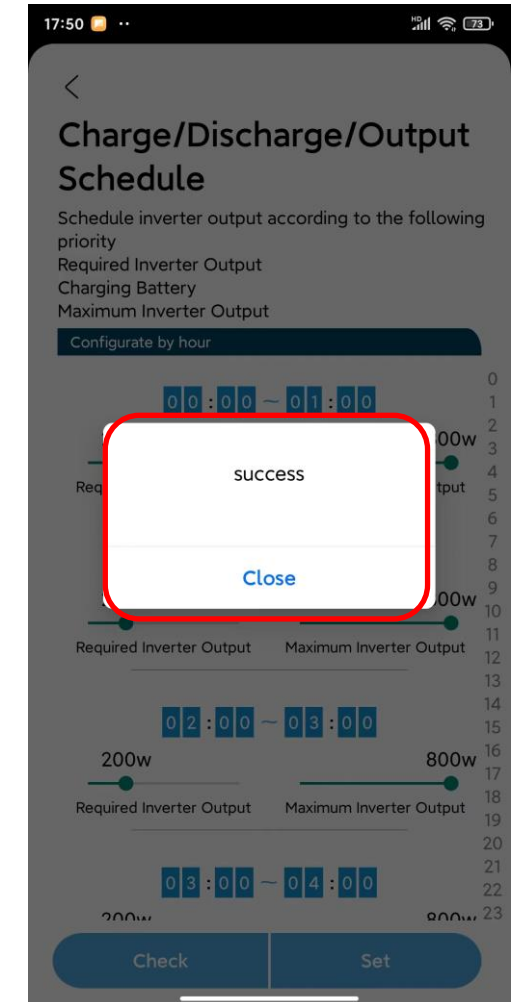 17:50
HD
73
Charge/Discharge/Output
Schedule
Schedule inverter output according to the following
priority
Required Inverter Output
Charging Battery
Maximum Inverter Output
Configurate by hour
00:00 ~ 01:00
success
Close
Required Inverter Output Maximum Inverter Output
02:00 ~ 03:00
200w 800w
Required Inverter Output Maximum Inverter Output
03:00 ~ 04:00
200w 800w
0
1
2
3
4
5
6
7
8
9
10
11
12
13
14
15
16
17
18
19
20
21
22
23
Check Set